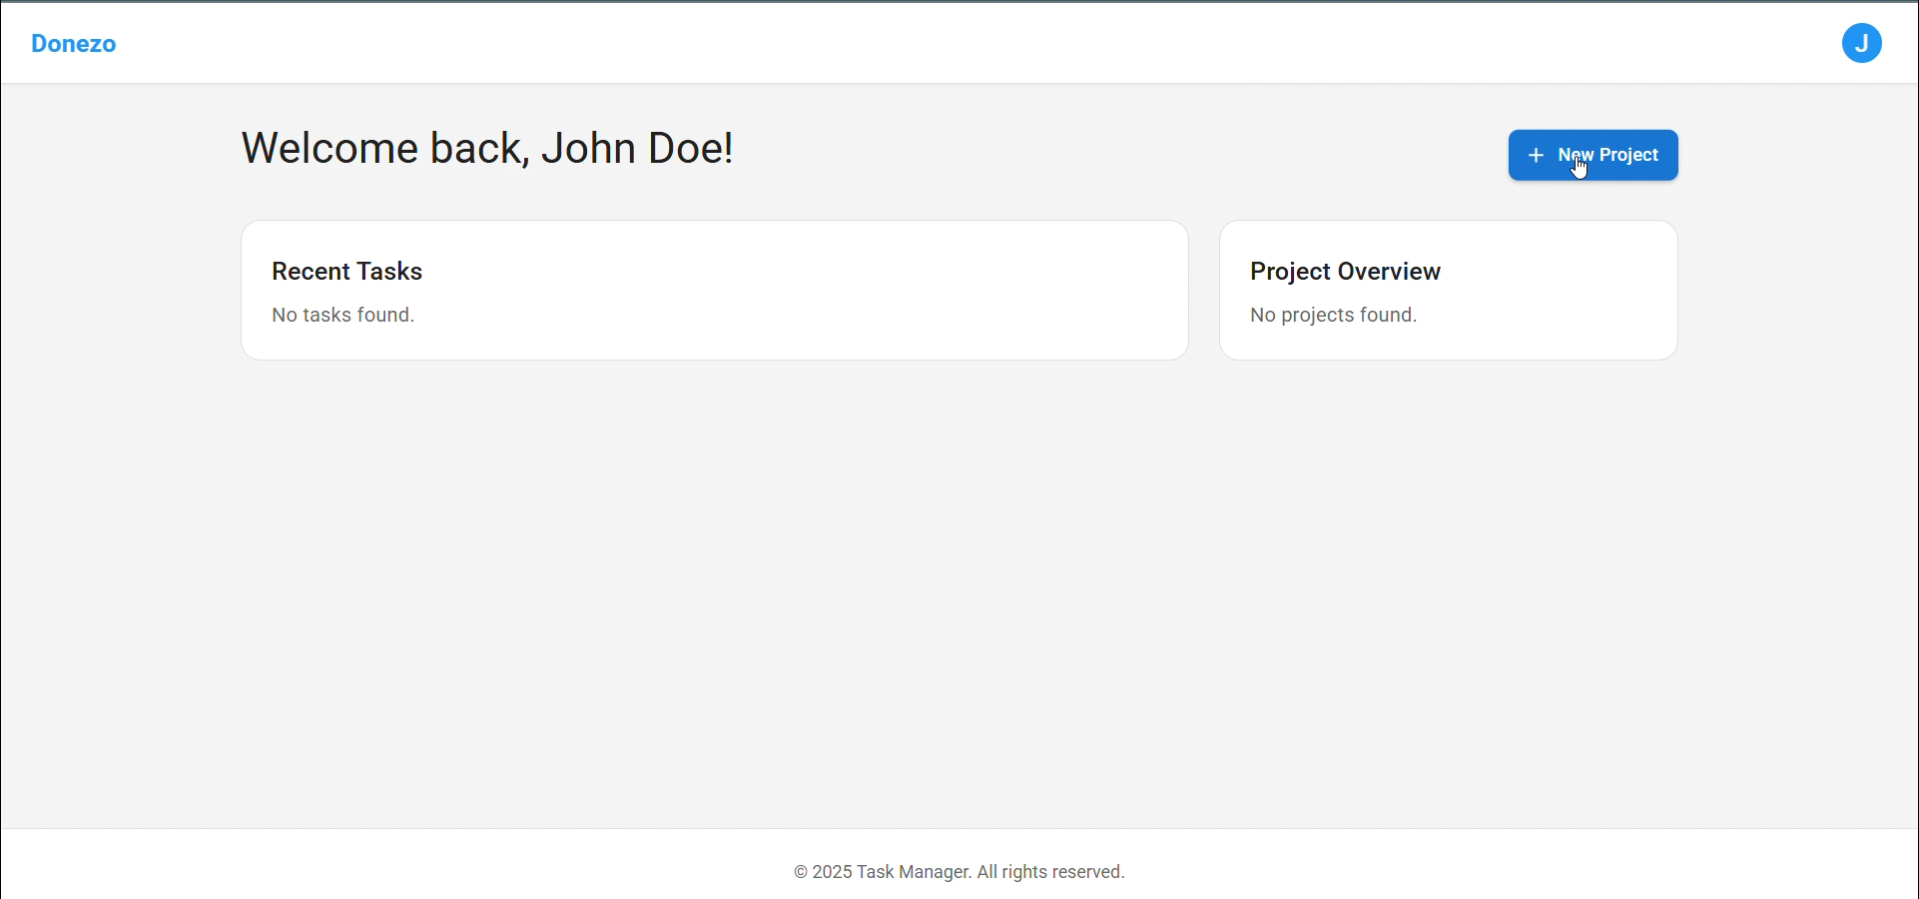 Donezo
J
Welcome back, John Doe!
+ New Project
Recent Tasks
No tasks found.
Project Overview
No projects found.
© 2025 Task Manager. All rights reserved.